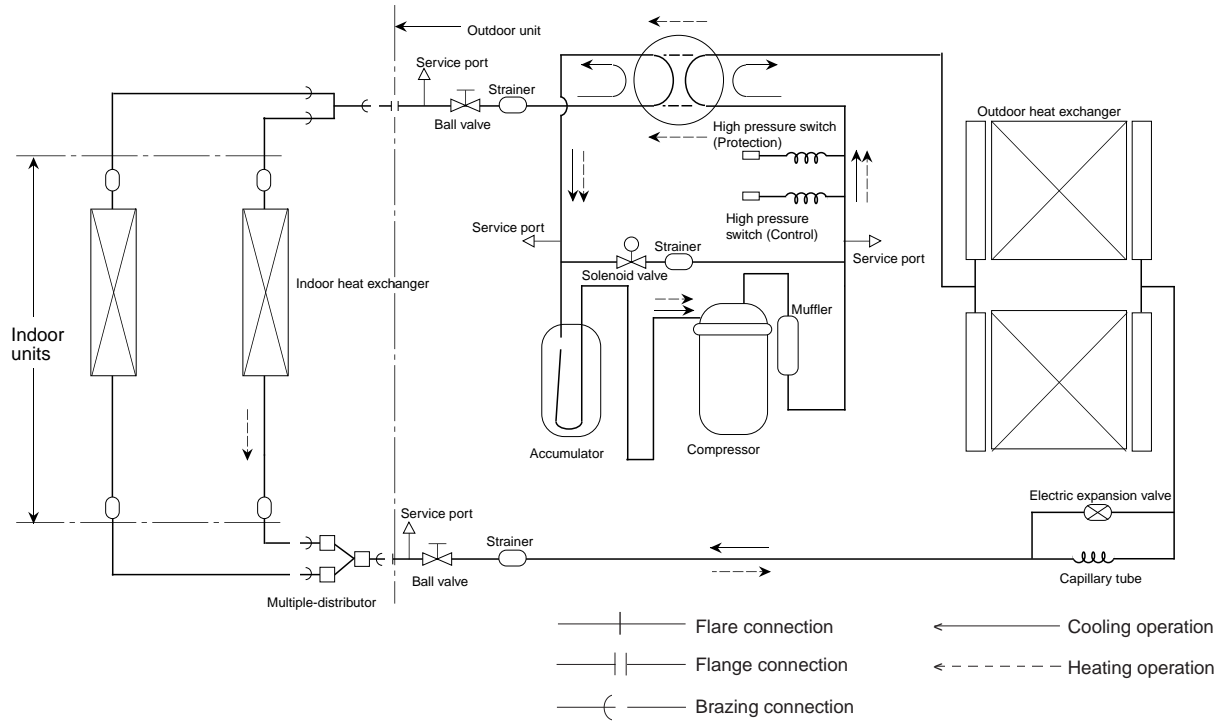 Outdoor unit
Service port
Strainer
Ball valve
High pressure switch
(Protection)
High pressure
switch (Control)
Outdoor heat exchanger
Service port
Strainer
Solenoid valve
Service port
Indoor heat exchanger
Muffler
Indoor
units
Accumulator
Compressor
Electric expansion valve
Service port
Strainer
Ball valve
Capillary tube
Multiple-distributor
Flare connection
Cooling operation
Flange connection
Heating operation
Brazing connection